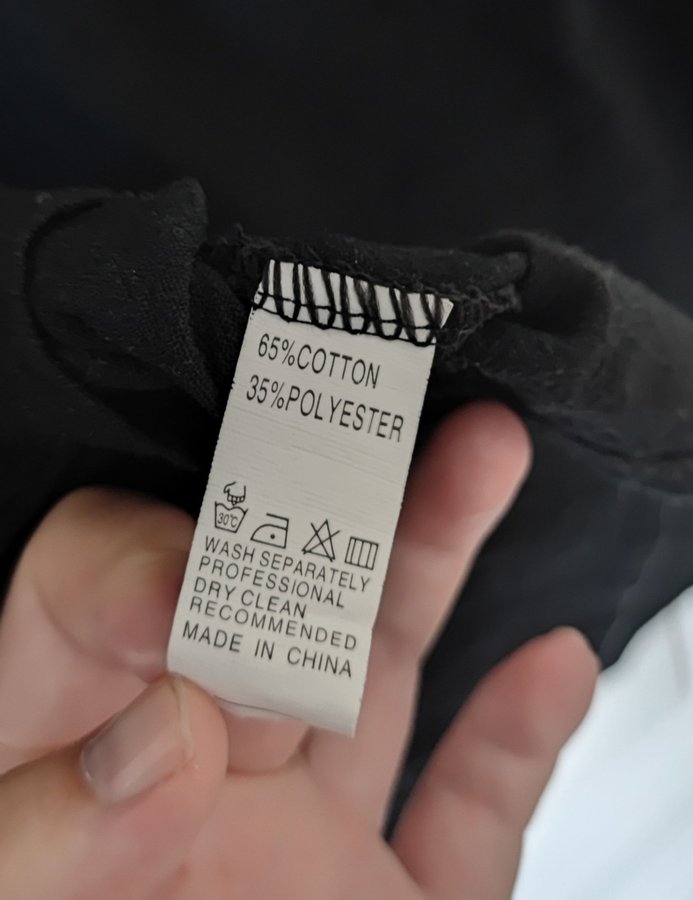 65%COTTON
35%POLYESTER
30℃
WASH SEPARATELY
PROFESSIONAL
DRY CLEAN
RECOMMENDED
MADE IN CHINA